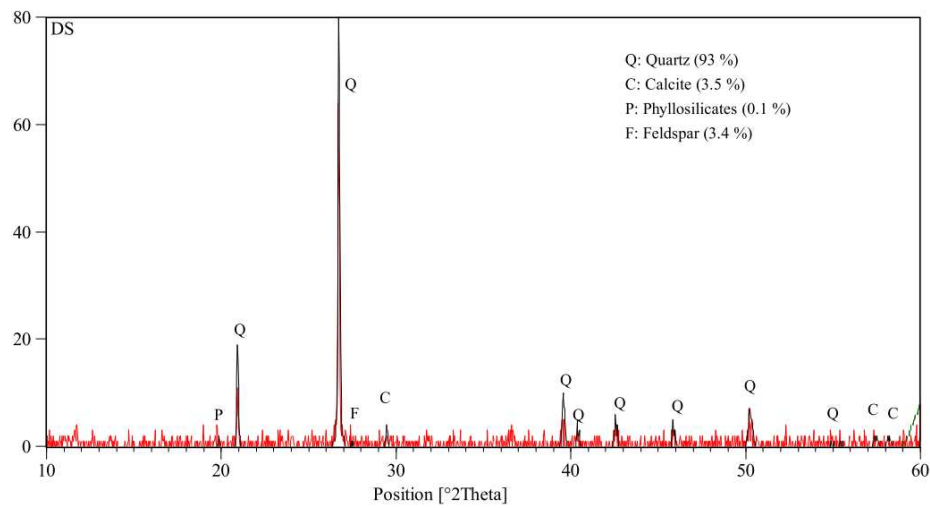 80
DS
Q
Q: Quartz (93 %)
C: Calcite (3.5 %)
P: Phyllosilicates (0.1 %)
F: Feldspar (3.4 %)
60
40
20
Q
P
F
C
Q
Q
Q
Q
Q
Q
C
C
0
10
20
30
40
50
60
Position [°2Theta]